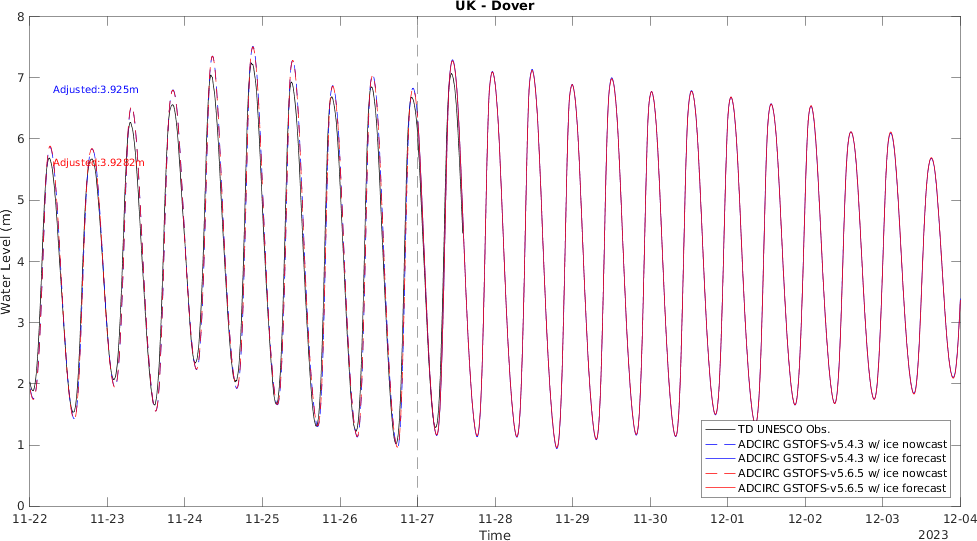 UK - Dover
8
7
6
5
4
3
2
1
0
Water Level (m)
Adjusted:3.925m
Adjusted:3.9282m
TD UNESCO Obs.
ADCIRC GSTOFS-v5.4.3 w/ ice nowcast
ADCIRC GSTOFS-v5.4.3 w/ ice forecast
ADCIRC GSTOFS-v5.6.5 w/ ice nowcast
ADCIRC GSTOFS-v5.6.5 w/ ice forecast
11-22 11-23 11-24 11-25 11-26 11-27 11-28 11-29 11-30 12-01 12-02 12-03 12-04
Time
2023